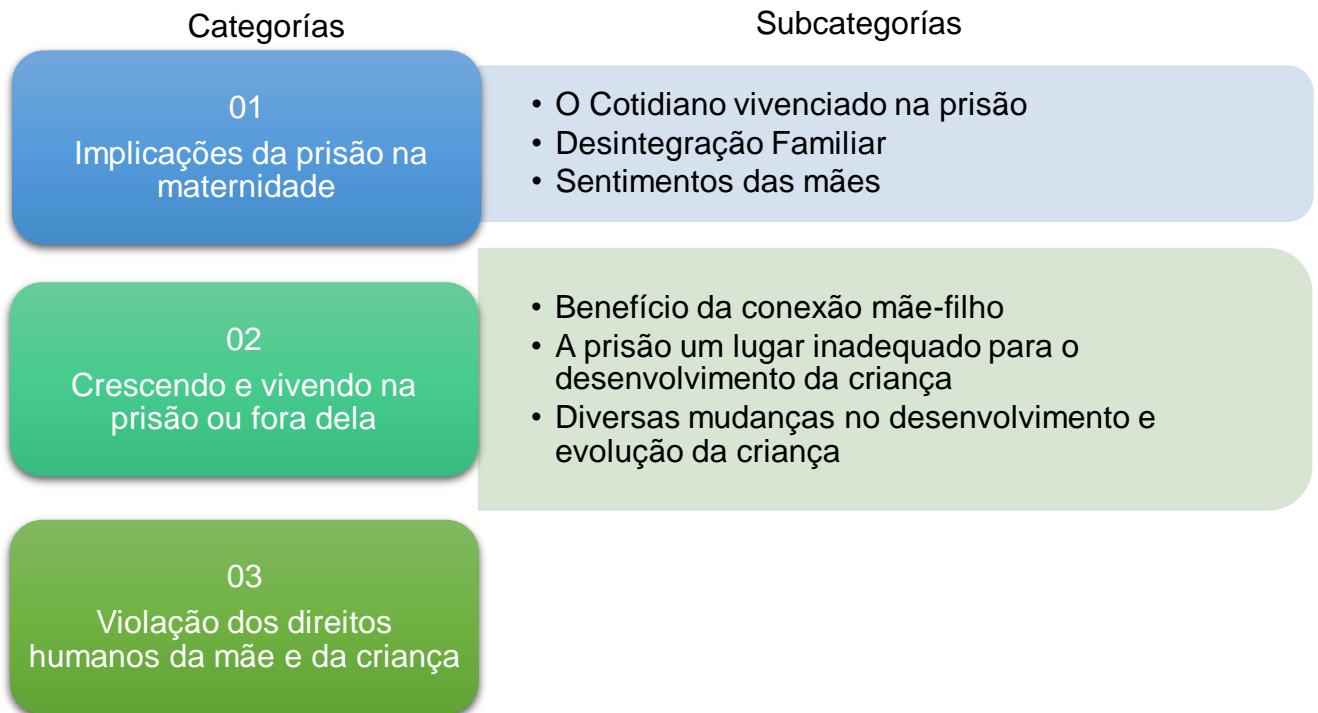 Categorías
Subcategorías
01
Implicações da prisão na
maternidade
• O Cotidiano vivenciado na prisão
• Desintegração Familiar
• Sentimentos das mães
02
Crescendo e vivendo na
prisão ou fora dela
• Benefício da conexão mãe-filho
• A prisão um lugar inadequado para o
desenvolvimento da criança
• Diversas mudanças no desenvolvimento e
evolução da criança
03
Violação dos direitos
humanos da mãe e da criança